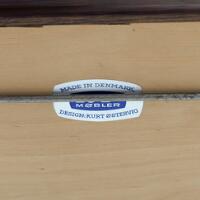 MADE IN DENMARK
MØBLER
DESIGN: KURT ØSTERVIG